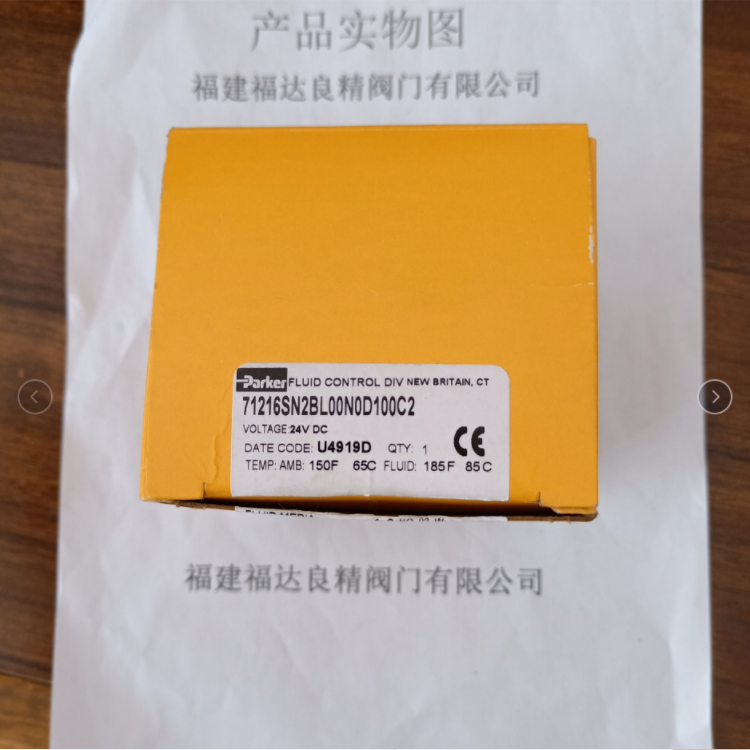 产品实物图
福建福达良精阀门有限公司
Parker FLUID CONTROL DIV NEW BRITAIN, CT
71216SN2BL00N0D100C2
VOLTAGE:24V DC
DATE CODE: U4919D QTY: 1 CE
TEMP: AMB: 150F 65C FLUID: 185F 85C
福建福达良精阀门有限公司